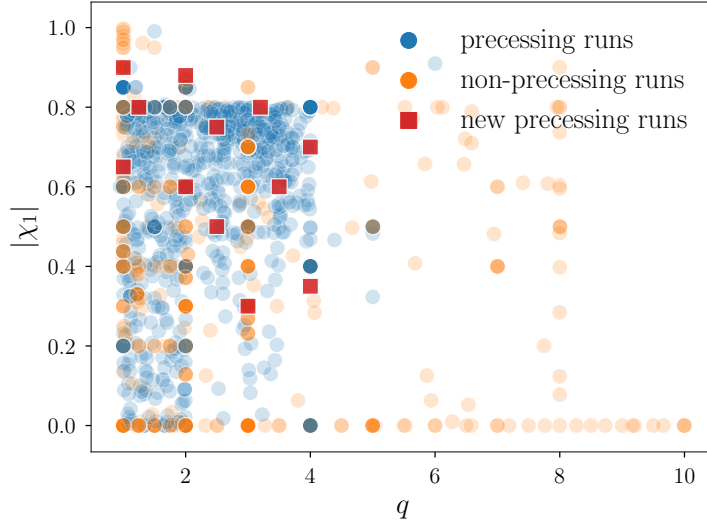 precessing runs
non-precessing runs
new precessing runs
1.0
0.8
0.6
0.4
0.2
0.0
|χ₁|
2
4
6
8
10
q